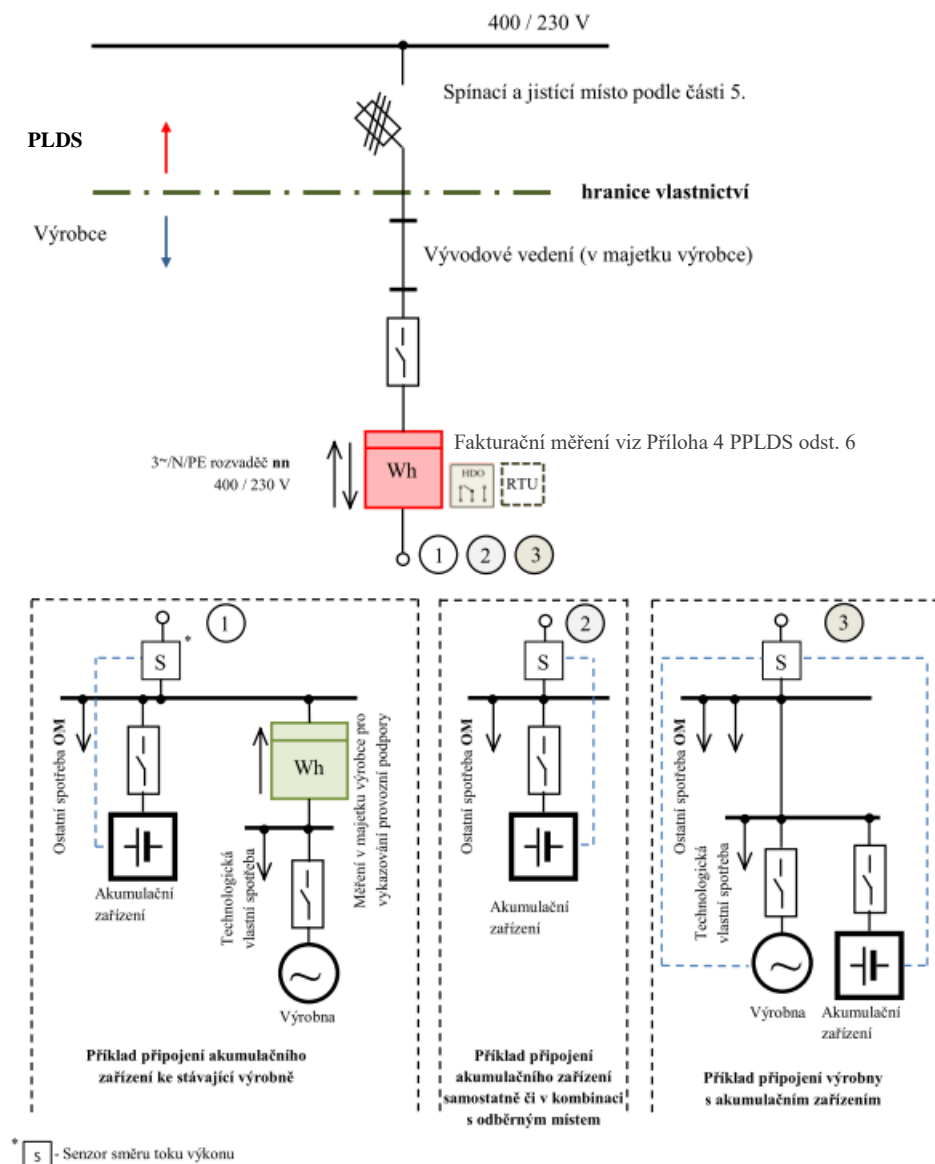 400 / 230 V
Spínací a jistící místo podle části 5.
PLDS
hranice vlastnictví
Výrobce
Vývodové vedení (v majetku výrobce)
Fakturační měření viz Příloha 4 PPLDS odst. 6
3~/N/PE rozvaděč nn
400 / 230 V
Wh
HDO
RTU
1
2
3
1
S
*
Ostatní spotřeba OM
Akumulační
zařízení
Wh
Měření v majetku výrobce pro
vykazování provozní podpory
Technologická
vlastní spotřeba
Výrobna
Příklad připojení akumulačního
zařízení ke stávající výrobně
2
S
Ostatní spotřeba OM
Akumulační
zařízení
Příklad připojení
akumulačního zařízení
samostatně či v kombinaci
s odběrným místem
3
S
Ostatní spotřeba OM
Technologická
vlastní spotřeba
Výrobna
Akumulační
zařízení
Příklad připojení výrobny
s akumulačním zařízením
* S - Senzor směru toku výkonu